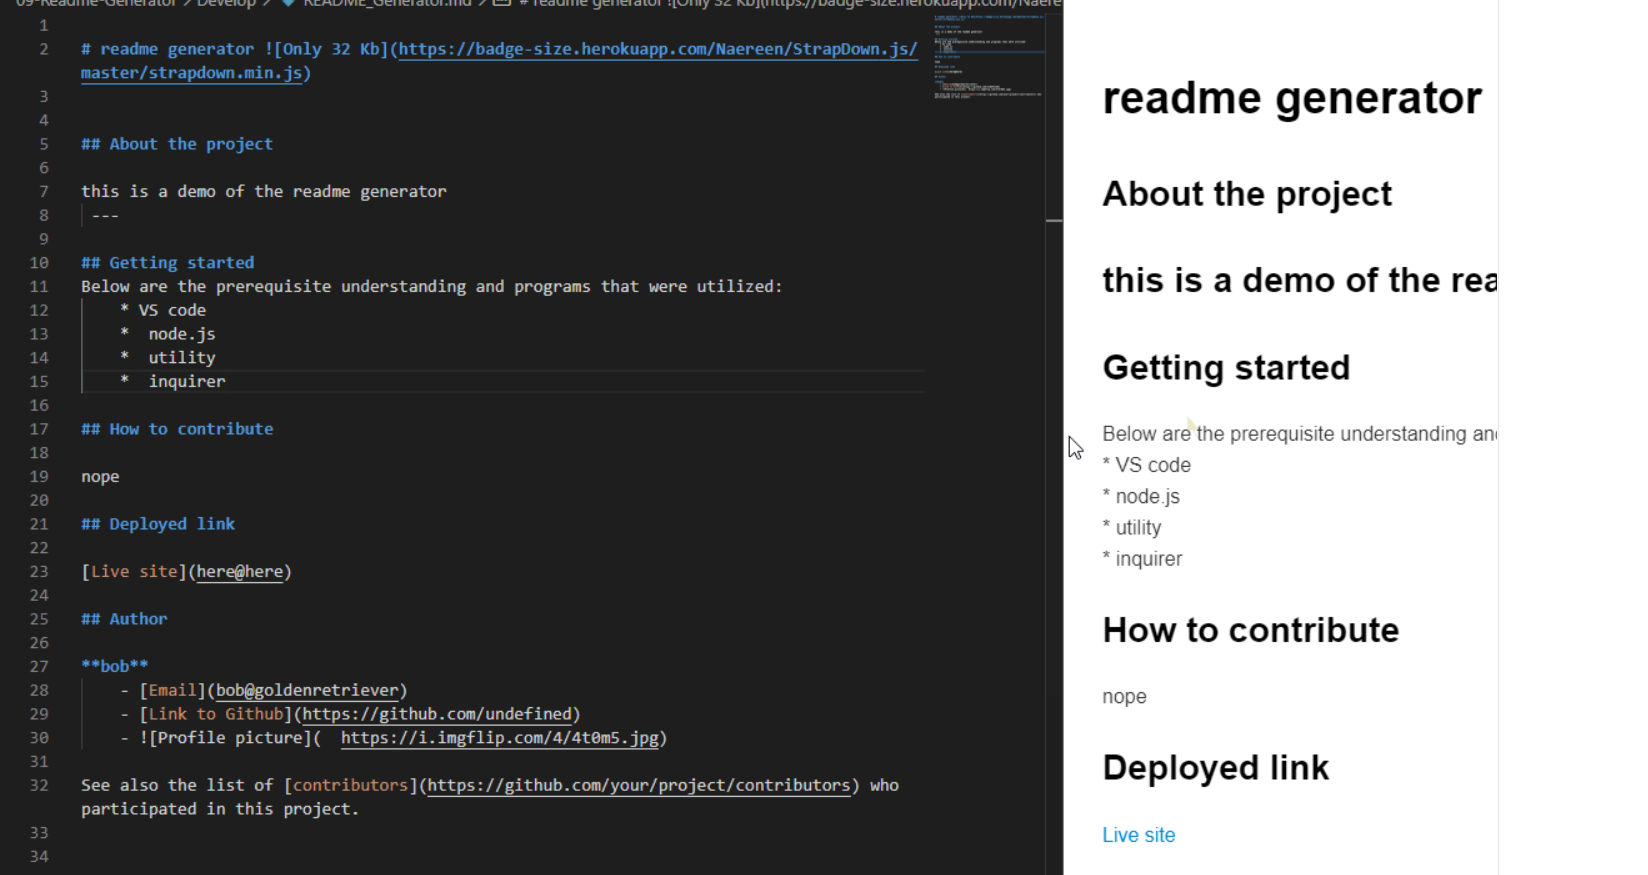 09-Readme-Generator > Develop > README_Generator.md > # readme generator ![Only 32 Kb](https://badge-size.herokuapp.com/Naere
1
2 # readme generator ![Only 32 Kb](https://badge-size.herokuapp.com/Naereen/StrapDown.js/
master/strapdown.min.js)
3
4
5 ## About the project
6
7 this is a demo of the readme generator
8 ---
9
10 ## Getting started
11 Below are the prerequisite understanding and programs that were utilized:
12 * VS code
13 * node.js
14 * utility
15 * inquirer
16
17 ## How to contribute
18
19 nope
20
21 ## Deployed link
22
23 [Live site](here@here)
24
25 ## Author
26
27 **bob**
28 - [Email](bob@goldenretriever)
29 - [Link to Github](https://github.com/undefined)
30 - ![Profile picture]( https://i.imgflip.com/4/4t0m5.jpg)
31
32 See also the list of [contributors](https://github.com/your/project/contributors) who
participated in this project.
33
34
readme generator
About the project
this is a demo of the rea
Getting started
Below are the prerequisite understanding an
* VS code
* node.js
* utility
* inquirer
How to contribute
nope
Deployed link
Live site